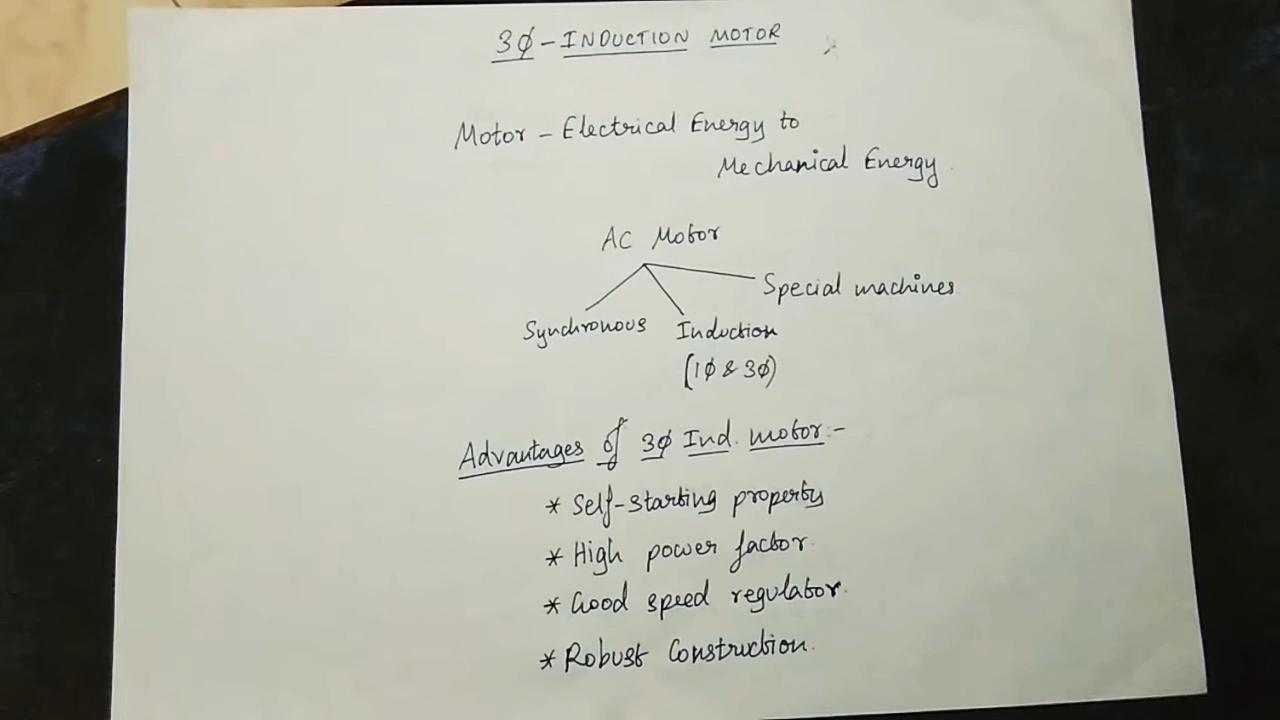 3φ - INDUCTION MOTOR
Motor - Electrical Energy to
Mechanical Energy.
AC Motor
Special machines
Synchronous Induction
(1φ & 3φ)
Advantages of 3φ Ind. motor:-
* Self-starting property
* High power factor.
* Good speed regulator.
* Robust Construction.